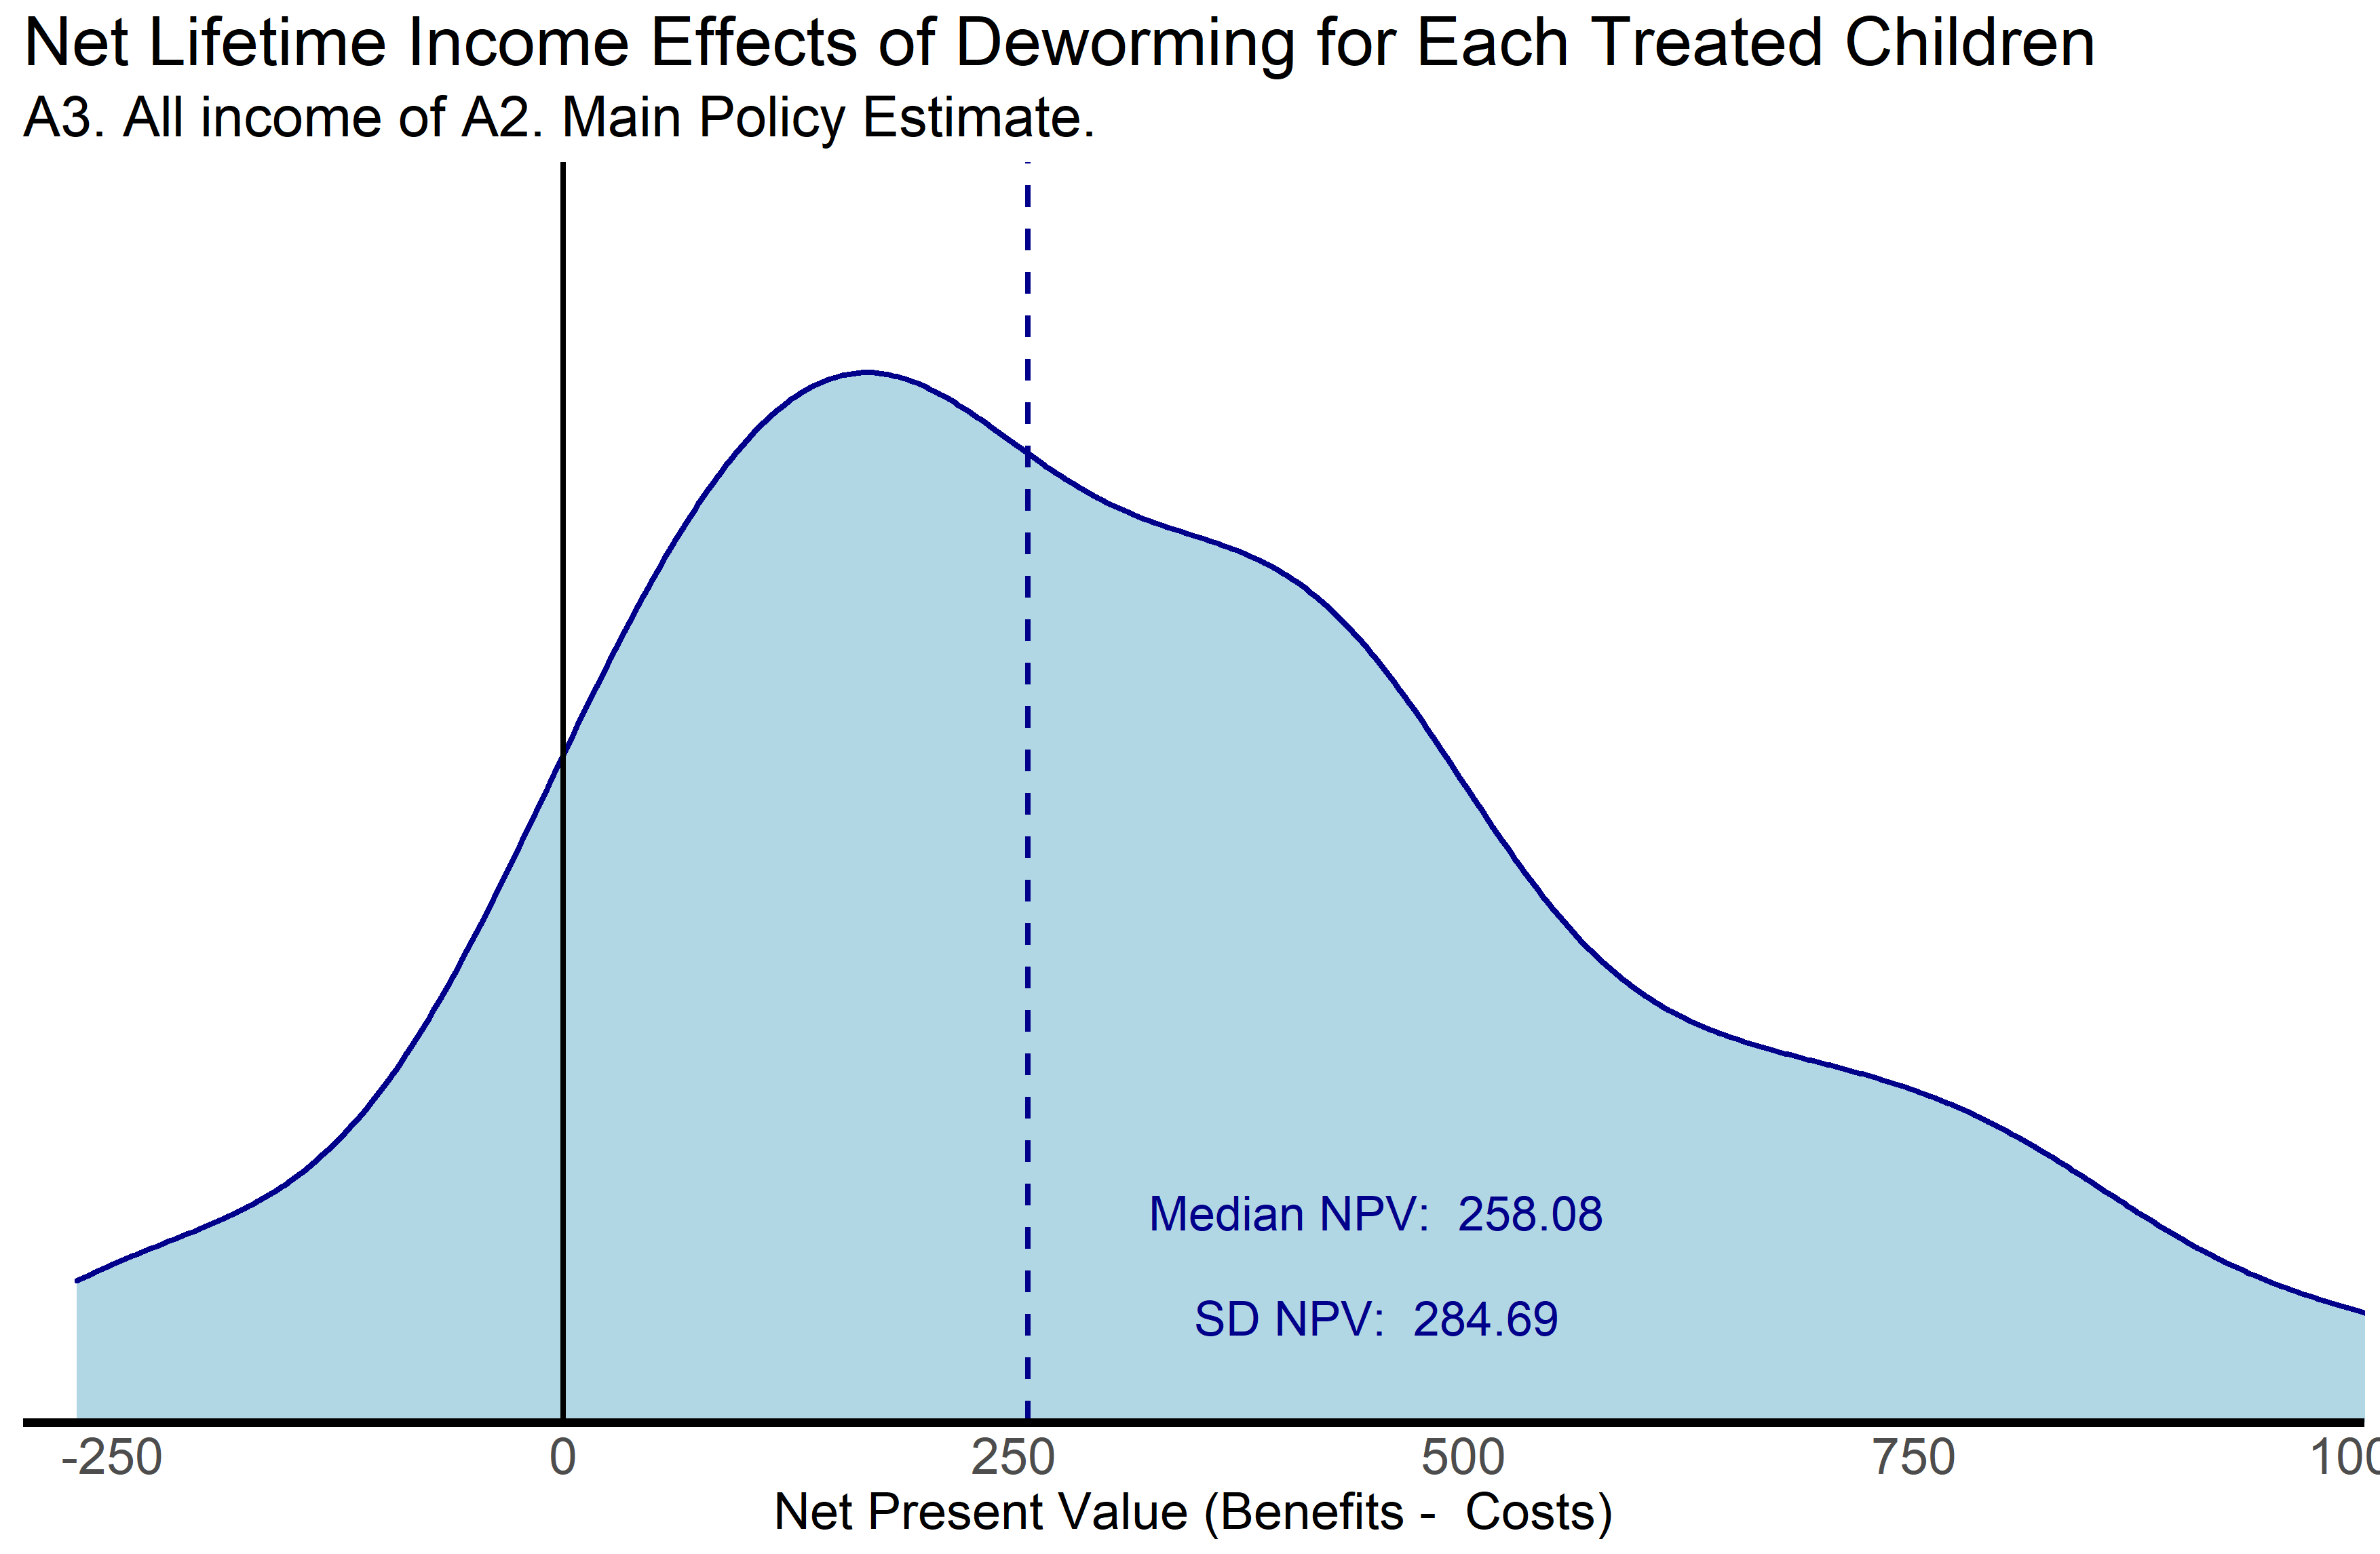 Net Lifetime Income Effects of Deworming for Each Treated Children
A3. All income of A2. Main Policy Estimate.
Median NPV:  258.08
SD NPV:  284.69
-250 0 250 500 750 100
Net Present Value (Benefits -  Costs)